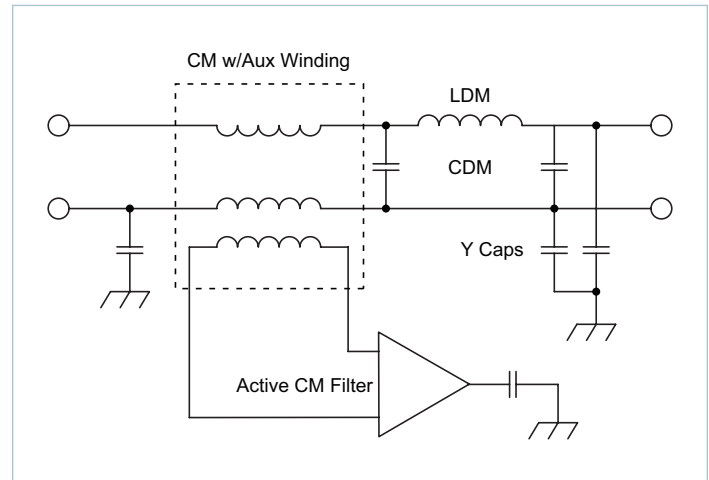 CM w/Aux Winding
LDM
CDM
Y Caps
Active CM Filter